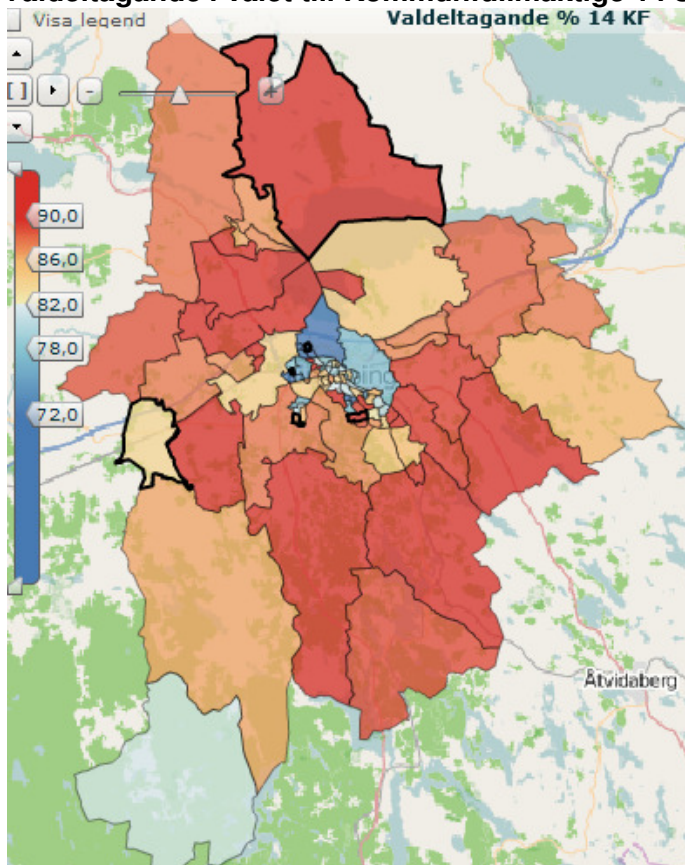 Visa legend
Valdeltagande % 14 KF
[ ]
-
+
90,0
86,0
82,0
78,0
72,0
Åtvidaberg